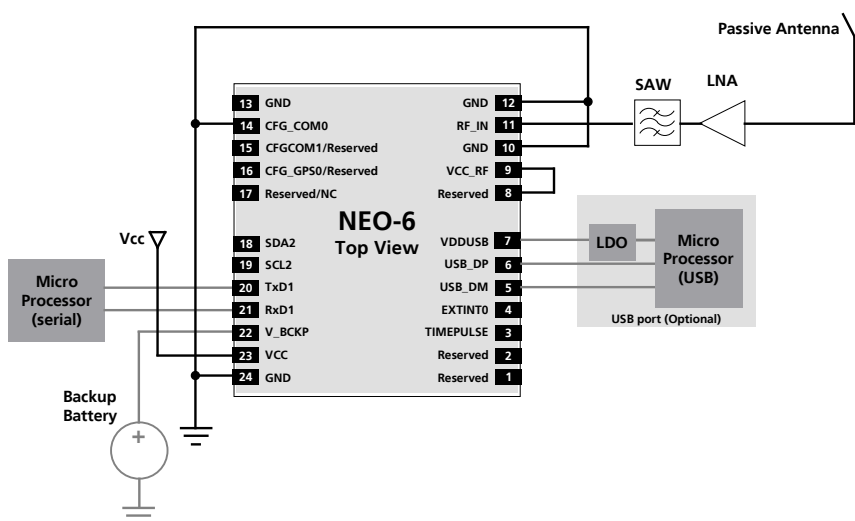 Passive Antenna
SAW
LNA
13 GND
14 CFG_COM0
15 CFGCOM1/Reserved
16 CFG_GPS0/Reserved
17 Reserved/NC
18 SDA2
19 SCL2
20 TxD1
21 RxD1
22 V_BCKP
23 VCC
24 GND
NEO-6
Top View
GND 12
RF_IN 11
GND 10
VCC_RF 9
Reserved 8
VDDUSB 7
USB_DP 6
USB_DM 5
EXTINT0 4
TIMEPULSE 3
Reserved 2
Reserved 1
Vcc
Micro
Processor
(serial)
Backup
Battery
+
LDO
Micro
Processor
(USB)
USB port (Optional)